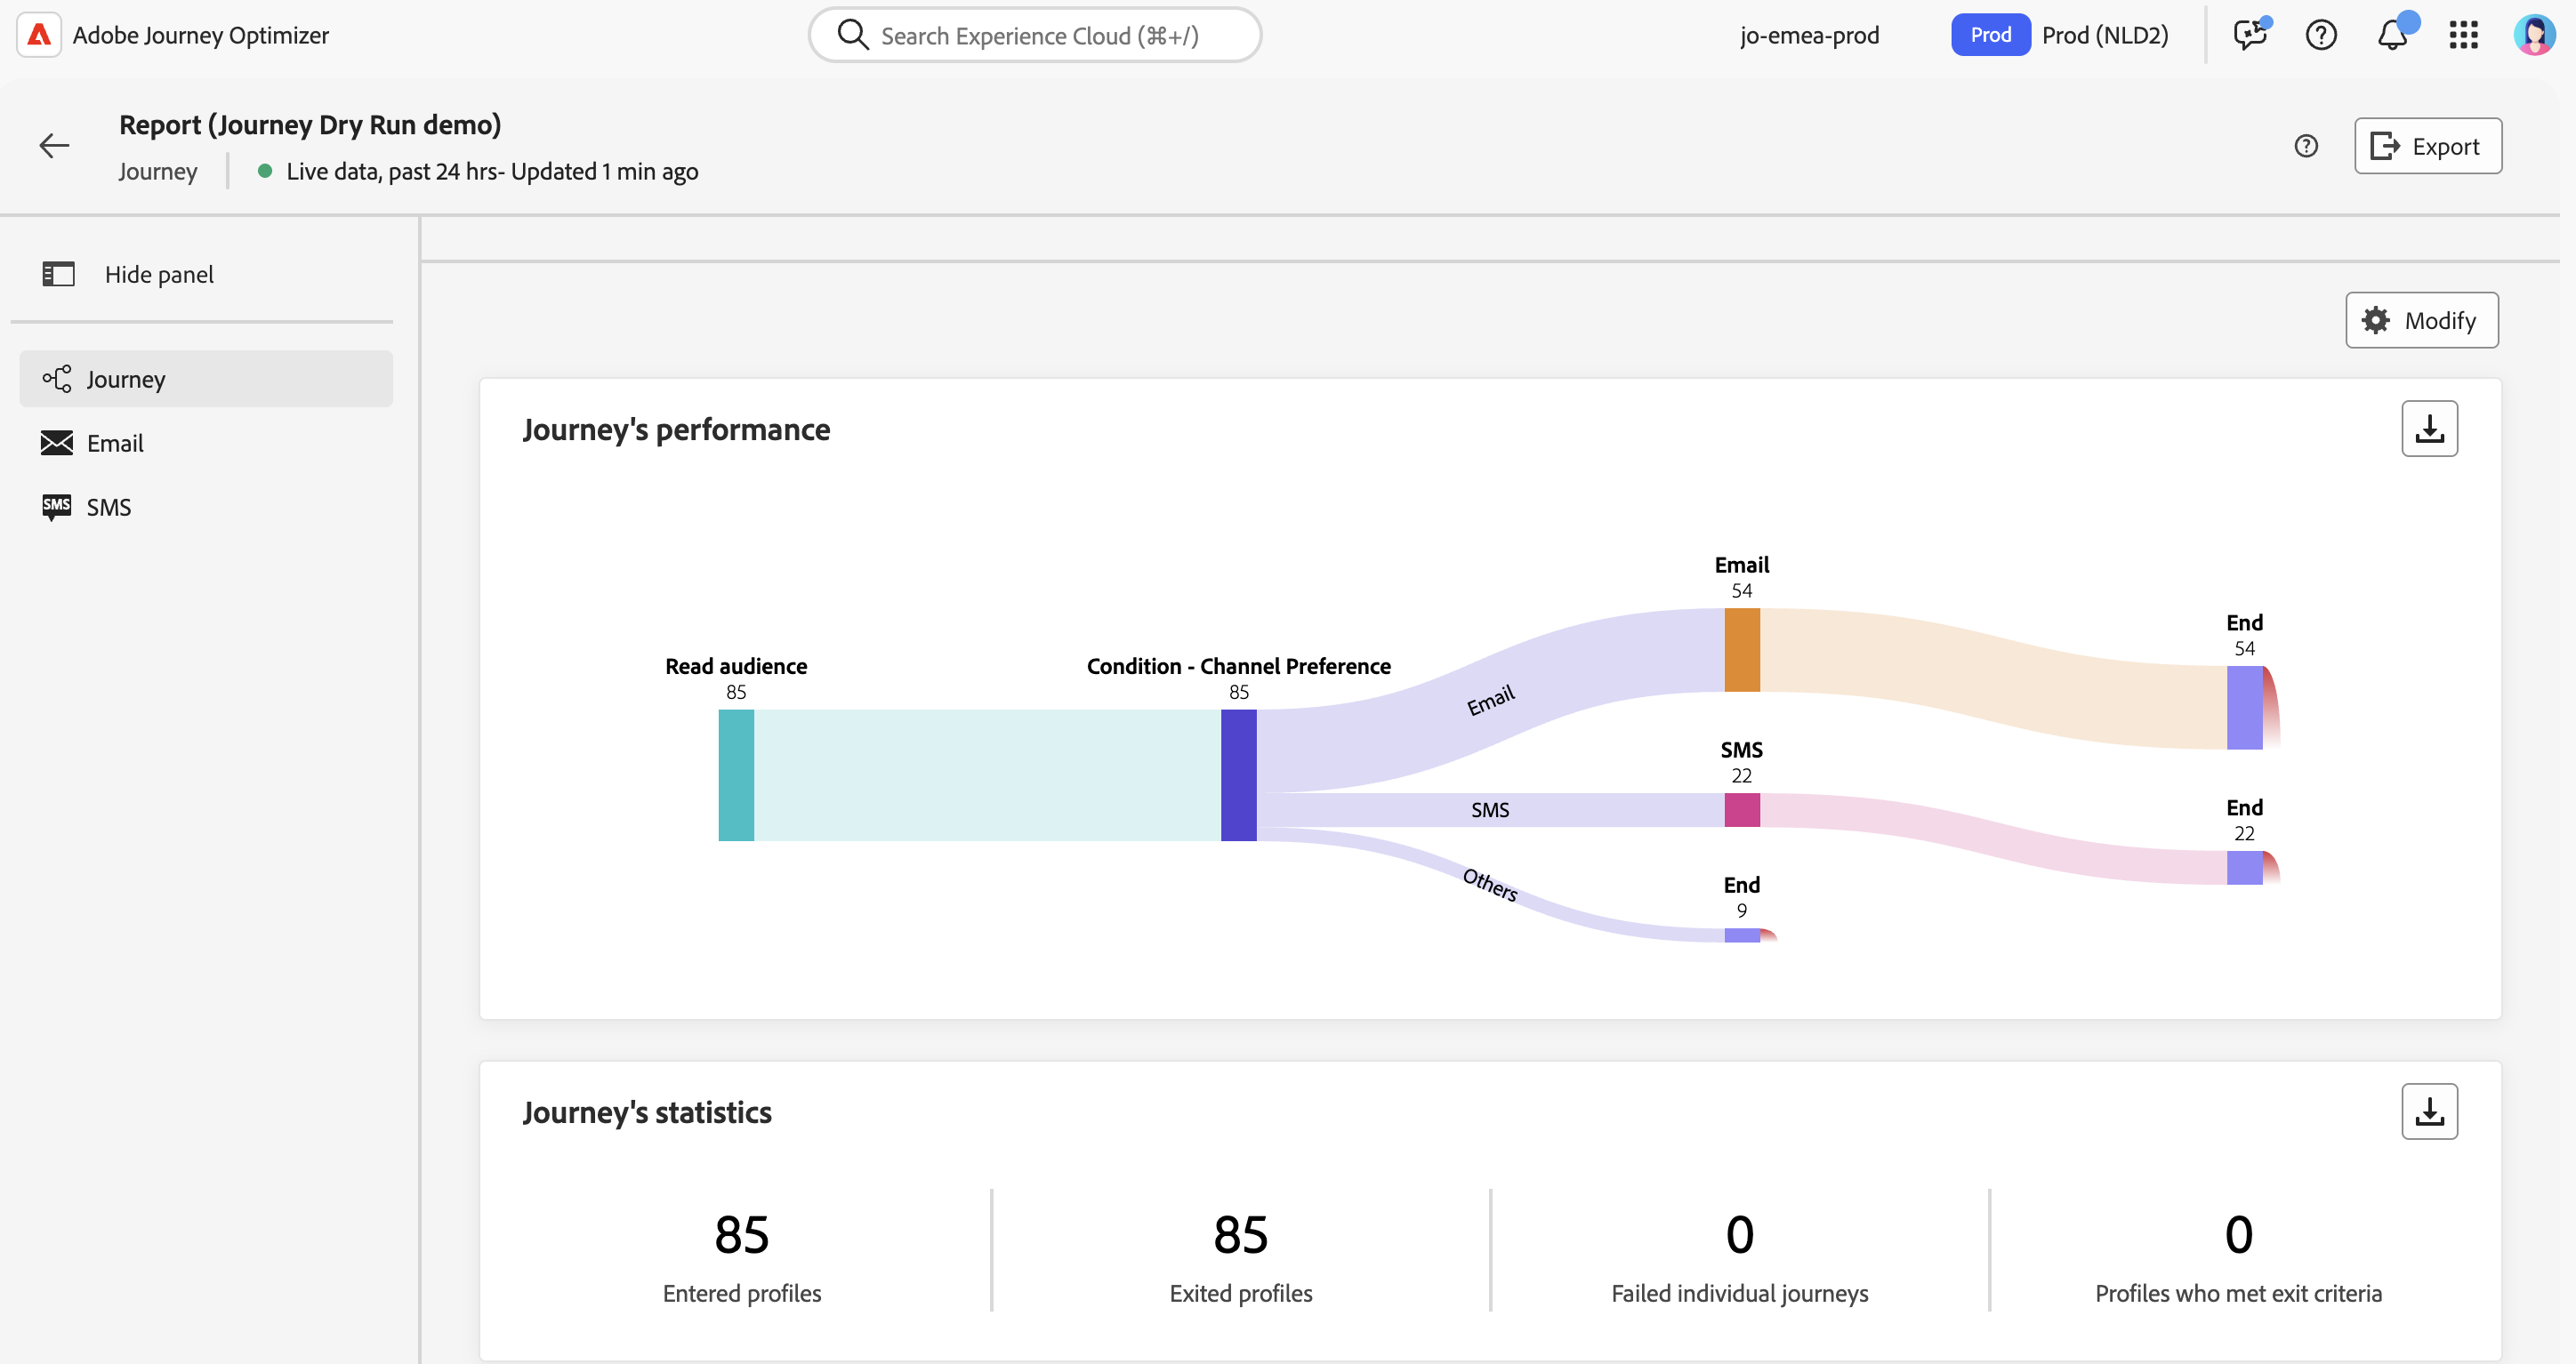 Adobe Journey Optimizer
Search Experience Cloud (⌘+/)
jo-emea-prod
Prod
Prod (NLD2)
Report (Journey Dry Run demo)
Journey
Live data, past 24 hrs- Updated 1 min ago
Export
Hide panel
Modify
Journey
Email
SMS
SMS
Journey's performance
Read audience
85
Condition - Channel Preference
85
Email
SMS
Others
Email
54
SMS
22
End
9
End
54
End
22
Journey's statistics
85
Entered profiles
85
Exited profiles
0
Failed individual journeys
0
Profiles who met exit criteria